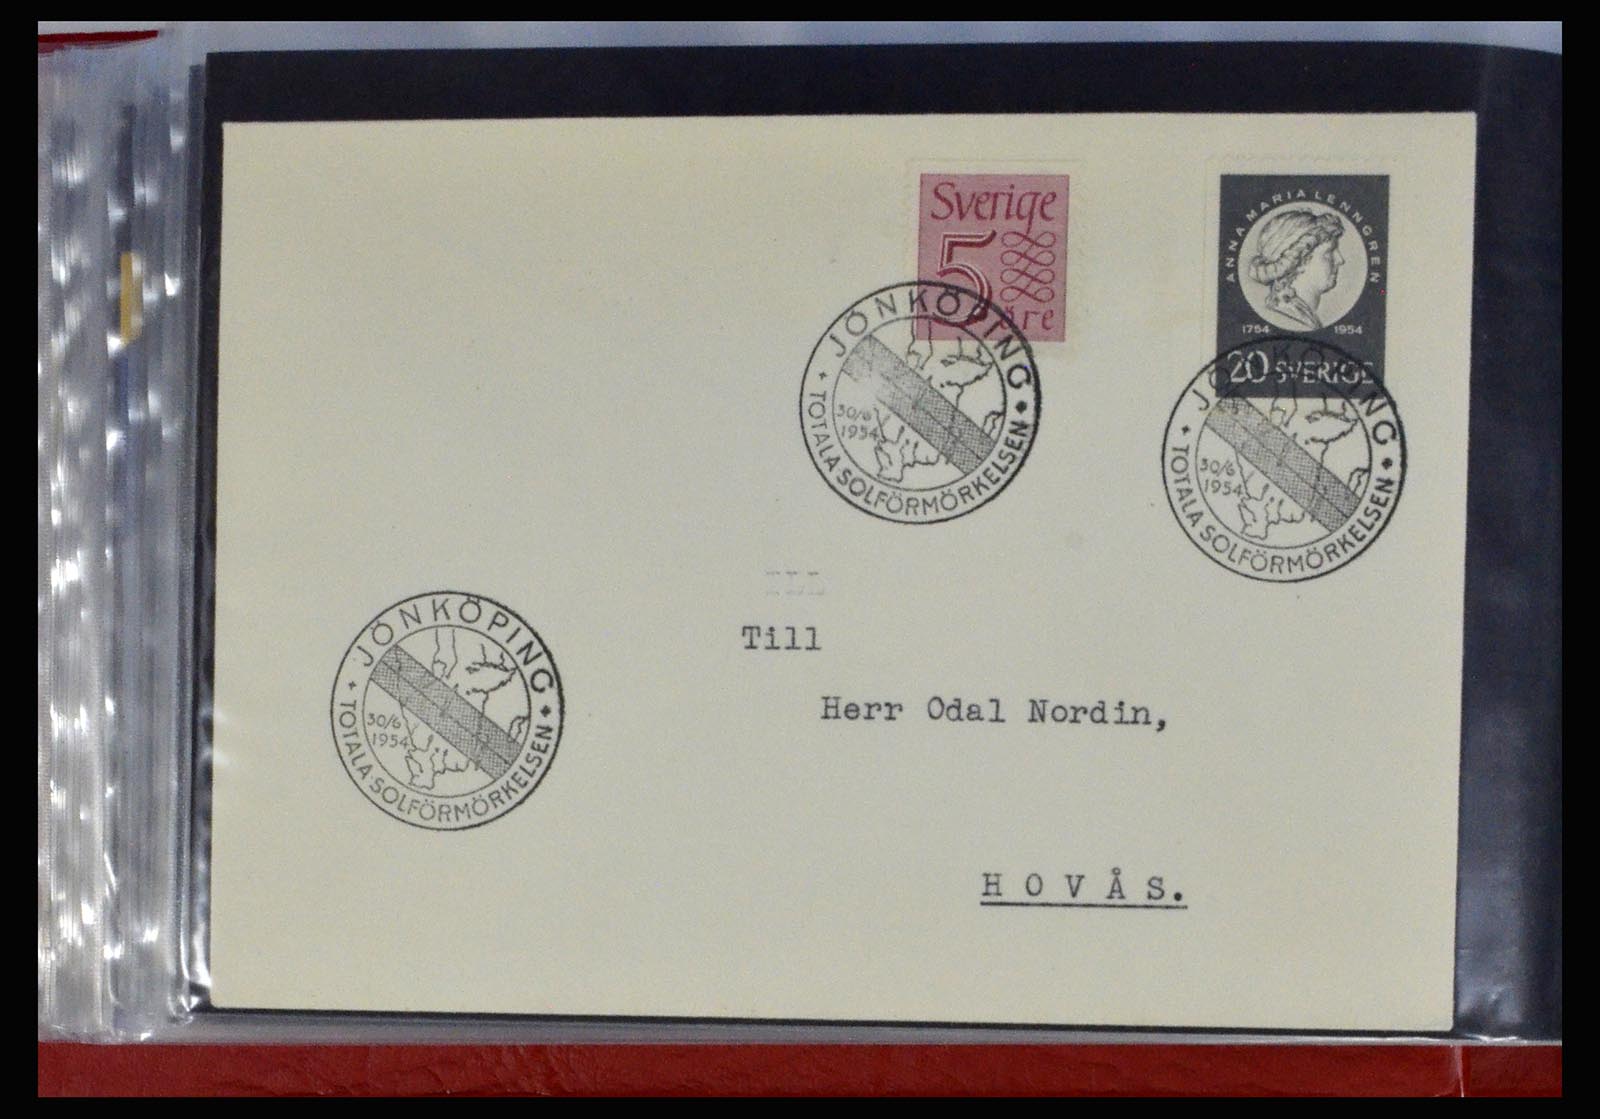 Sverige
5
öre
ANNA MARIA LENNGREN
1754 1954
20 SVERIGE
JÖNKÖPING
30/6
1954
TOTALA SOLFÖRMÖRKELSEN
JÖNKÖPING
30/6
1954
TOTALA SOLFÖRMÖRKELSEN
JÖNKÖPING
30/6
1954
TOTALA SOLFÖRMÖRKELSEN
Till
Herr Odal Nordin,
H O V Å S.